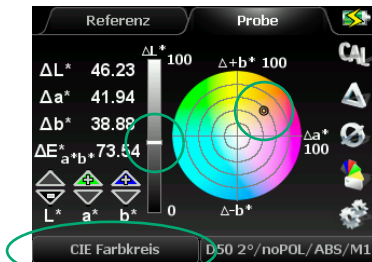 Referenz Probe
ΔL* 46.23
Δa* 41.94
Δb* 38.88
ΔE*a*b* 73.54
L* a* b*
ΔL*
100
0
Δ+b* 100
Δa*
100
Δ-b*
CAL
CIE Farbkreis D50 2°/noPOL/ABS/M1